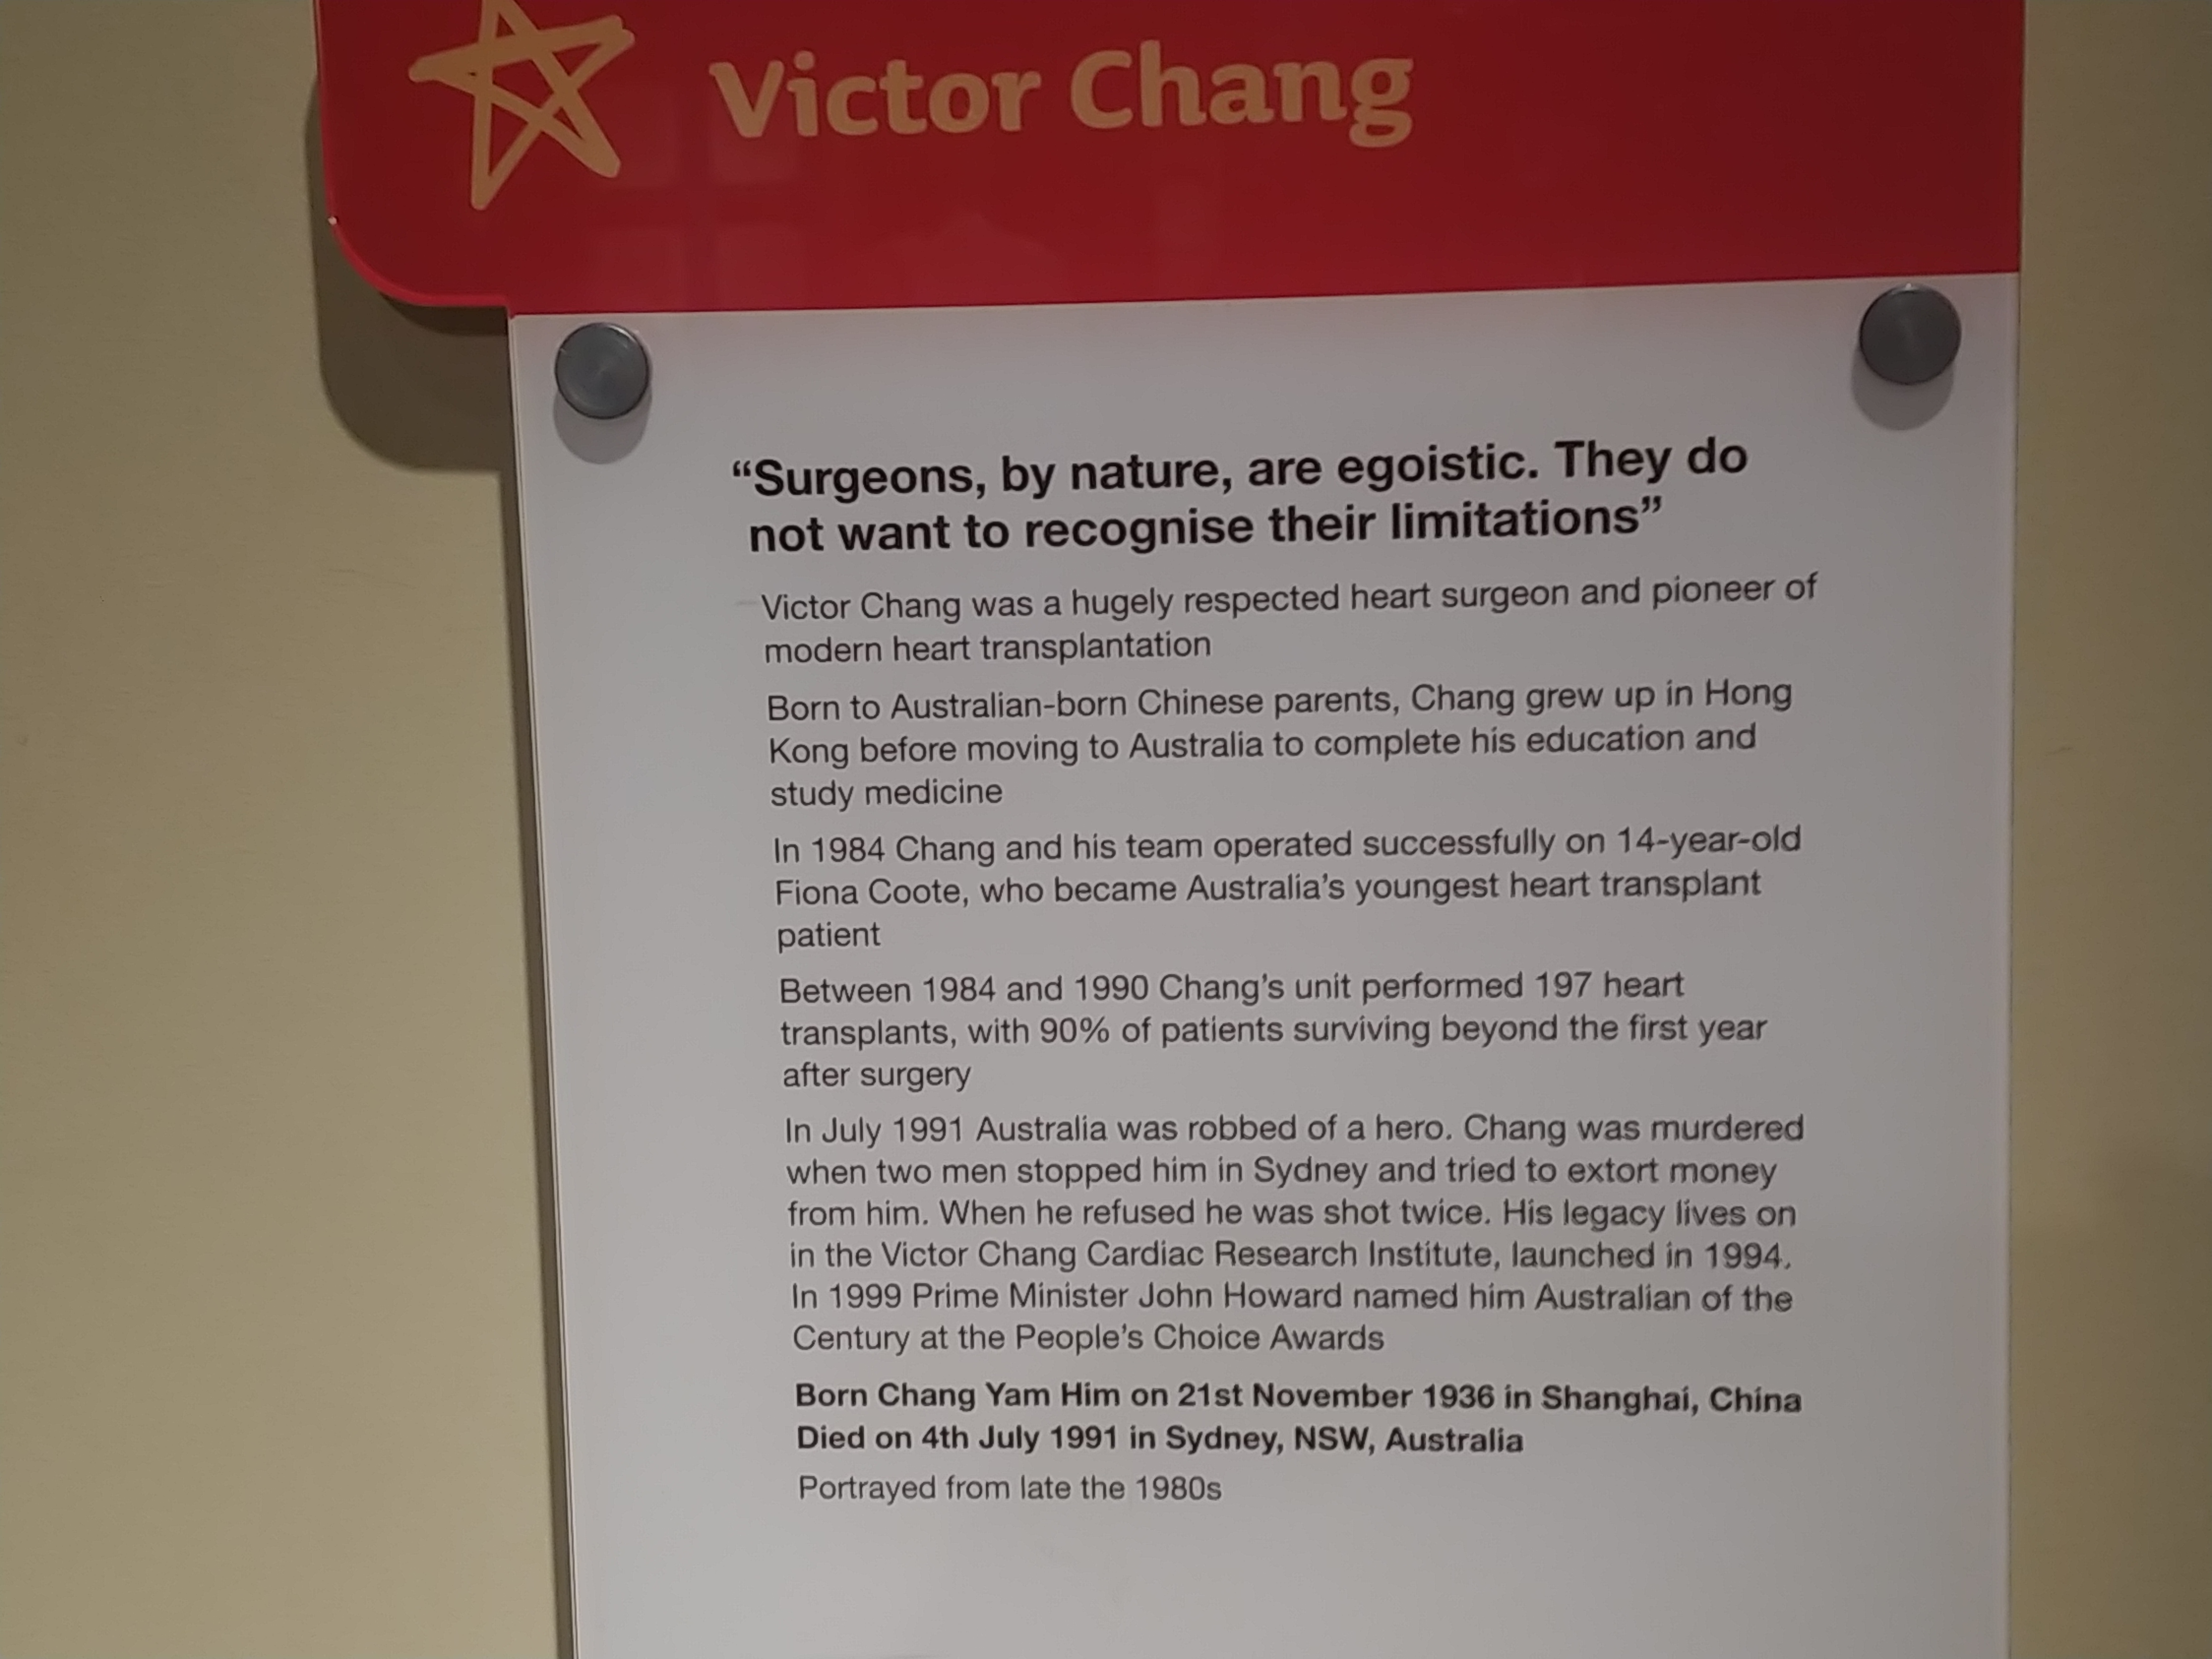 Victor Chang
“Surgeons, by nature, are egoistic. They do
not want to recognise their limitations”
Victor Chang was a hugely respected heart surgeon and pioneer of
modern heart transplantation
Born to Australian-born Chinese parents, Chang grew up in Hong
Kong before moving to Australia to complete his education and
study medicine
In 1984 Chang and his team operated successfully on 14-year-old
Fiona Coote, who became Australia’s youngest heart transplant
patient
Between 1984 and 1990 Chang’s unit performed 197 heart
transplants, with 90% of patients surviving beyond the first year
after surgery
In July 1991 Australia was robbed of a hero. Chang was murdered
when two men stopped him in Sydney and tried to extort money
from him. When he refused he was shot twice. His legacy lives on
in the Victor Chang Cardiac Research Institute, launched in 1994.
In 1999 Prime Minister John Howard named him Australian of the
Century at the People’s Choice Awards
Born Chang Yam Him on 21st November 1936 in Shanghai, China
Died on 4th July 1991 in Sydney, NSW, Australia
Portrayed from late the 1980s